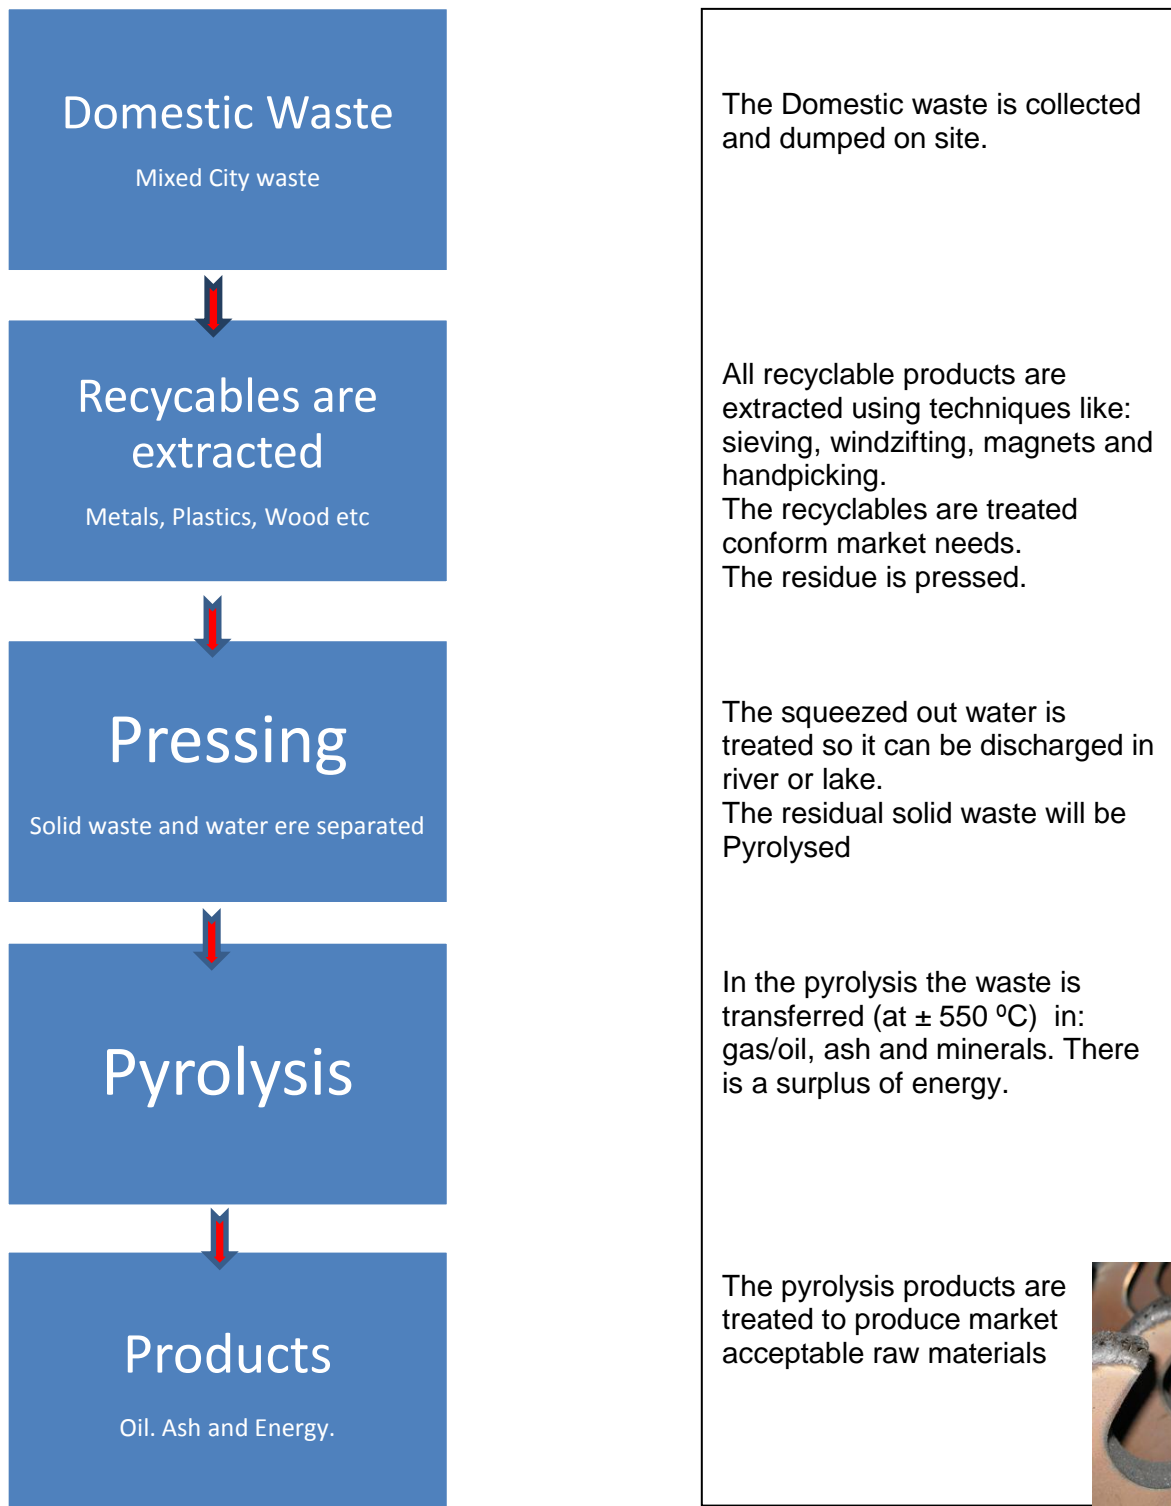 Domestic Waste
Mixed City waste
The Domestic waste is collected
and dumped on site.
Recycables are
extracted
Metals, Plastics, Wood etc
All recyclable products are
extracted using techniques like:
sieving, windzifting, magnets and
handpicking.
The recyclables are treated
conform market needs.
The residue is pressed.
Pressing
Solid waste and water ere separated
The squeezed out water is
treated so it can be discharged in
river or lake.
The residual solid waste will be
Pyrolysed
Pyrolysis
In the pyrolysis the waste is
transferred (at ± 550 ºC)  in:
gas/oil, ash and minerals. There
is a surplus of energy.
Products
Oil. Ash and Energy.
The pyrolysis products are
treated to produce market
acceptable raw materials